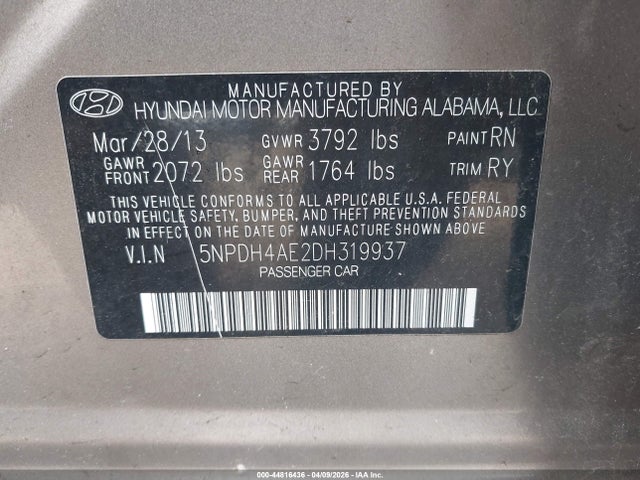 MANUFACTURED BY
HYUNDAI MOTOR MANUFACTURING ALABAMA, LLC
Mar/28/13 GVWR 3792 lbs PAINT RN
GAWR FRONT 2072 lbs GAWR REAR 1764 lbs TRIM RY
THIS VEHICLE CONFORMS TO ALL APPLICABLE U.S.A. FEDERAL
MOTOR VEHICLE SAFETY, BUMPER, AND THEFT PREVENTION STANDARDS
IN EFFECT ON THE DATE OF MANUFACTURE SHOWN ABOVE.
V.I.N 5NPDH4AE2DH319937
PASSENGER CAR
000-44816436 - 04/09/2026 - IAA Inc.